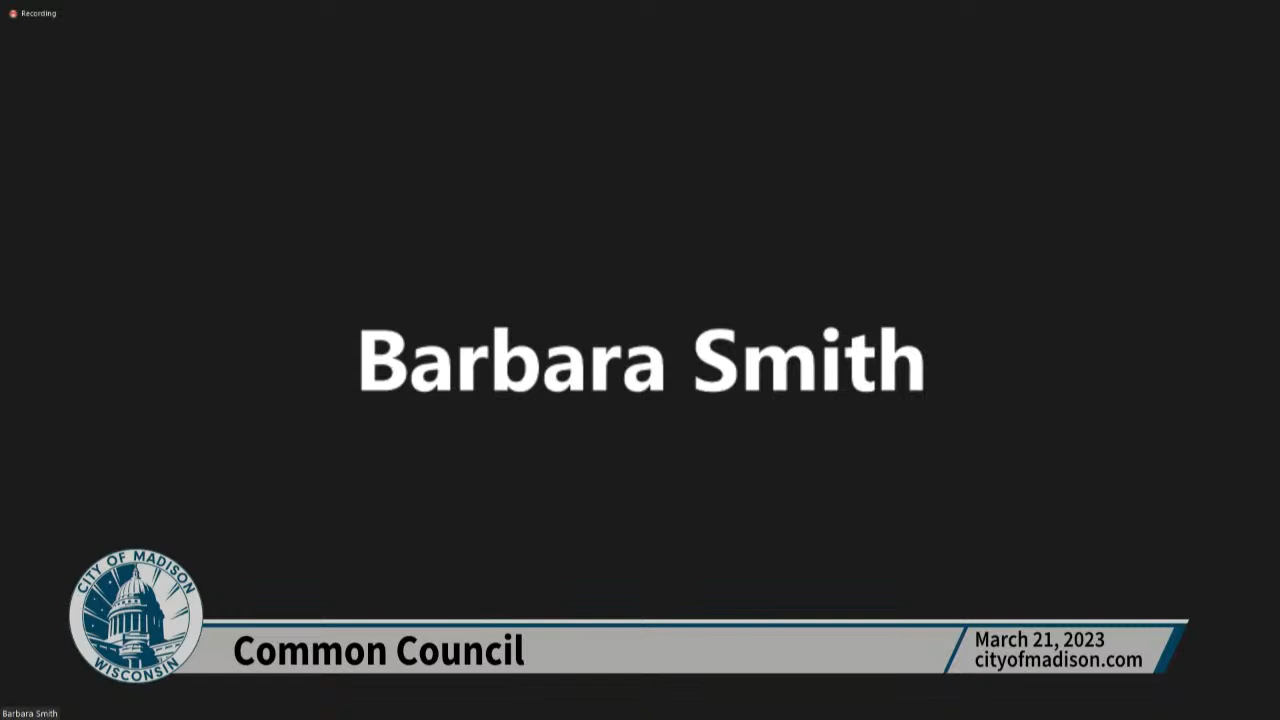 Recording
Barbara Smith
CITY OF MADISON
WISCONSIN
Common Council
March 21, 2023
cityofmadison.com
Barbara Smith